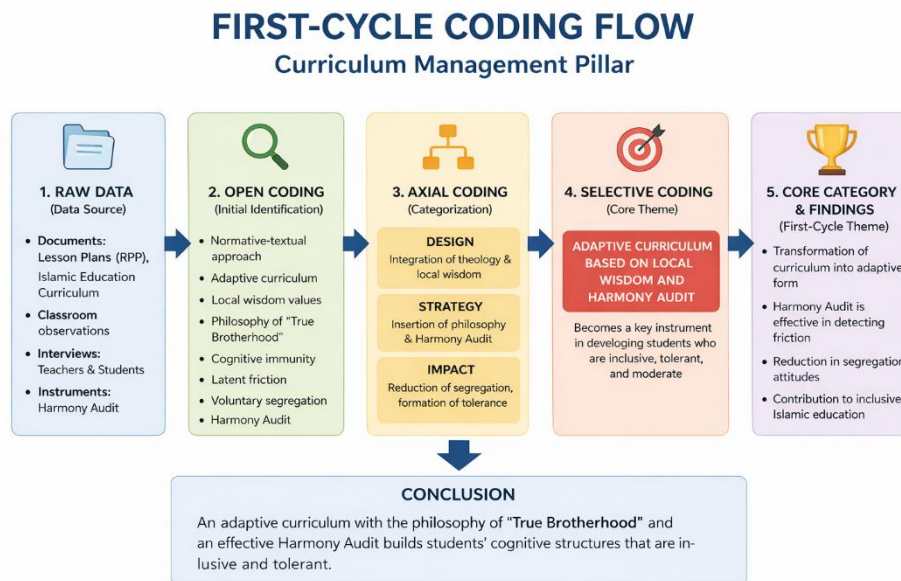 FIRST-CYCLE CODING FLOW
Curriculum Management Pillar
1. RAW DATA
(Data Source)
• Documents:
Lesson Plans (RPP),
Islamic Education
Curriculum
• Classroom
observations
• Interviews:
Teachers & Students
• Instruments:
Harmony Audit
2. OPEN CODING
(Initial Identification)
• Normative-textual
approach
• Adaptive curriculum
• Local wisdom values
• Philosophy of "True
Brotherhood"
• Cognitive immunity
• Latent friction
• Voluntary segregation
• Harmony Audit
3. AXIAL CODING
(Categorization)
DESIGN
Integration of theology &
local wisdom
STRATEGY
Insertion of philosophy
& Harmony Audit
IMPACT
Reduction of segregation,
formation of tolerance
4. SELECTIVE CODING
(Core Theme)
ADAPTIVE CURRICULUM
BASED ON LOCAL
WISDOM AND
HARMONY AUDIT
Becomes a key instrument
in developing students who
are inclusive, tolerant,
and moderate
5. CORE CATEGORY
& FINDINGS
(First-Cycle Theme)
• Transformation of
curriculum into adaptive
form
• Harmony Audit is
effective in detecting
friction
• Reduction in segregation
attitudes
• Contribution to inclusive
Islamic education
CONCLUSION
An adaptive curriculum with the philosophy of "True Brotherhood" and
an effective Harmony Audit builds students' cognitive structures that are in-
lusive and tolerant.